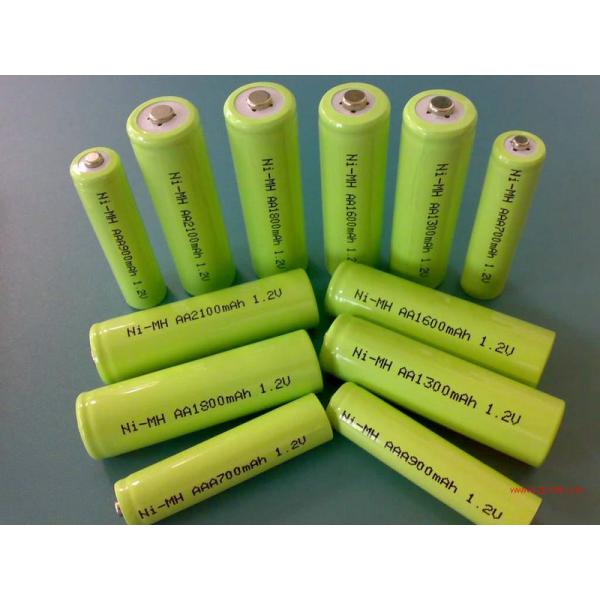 Ni-MH AAA900mAh 1.2V
Ni-MH AA2100mAh 1.2V
Ni-MH AA1800mAh 1.2V
Ni-MH AA1600mAh 1.2V
Ni-MH AA1300mAh 1.2V
Ni-MH AAA700mAh 1.2V
Ni-MH AA2100mAh 1.2V
Ni-MH AA1600mAh 1.2V
Ni-MH AA1800mAh 1.2V
Ni-MH AA1300mAh 1.2V
Ni-MH AAA700mAh 1.2V
Ni-MH AAA900mAh 1.2V